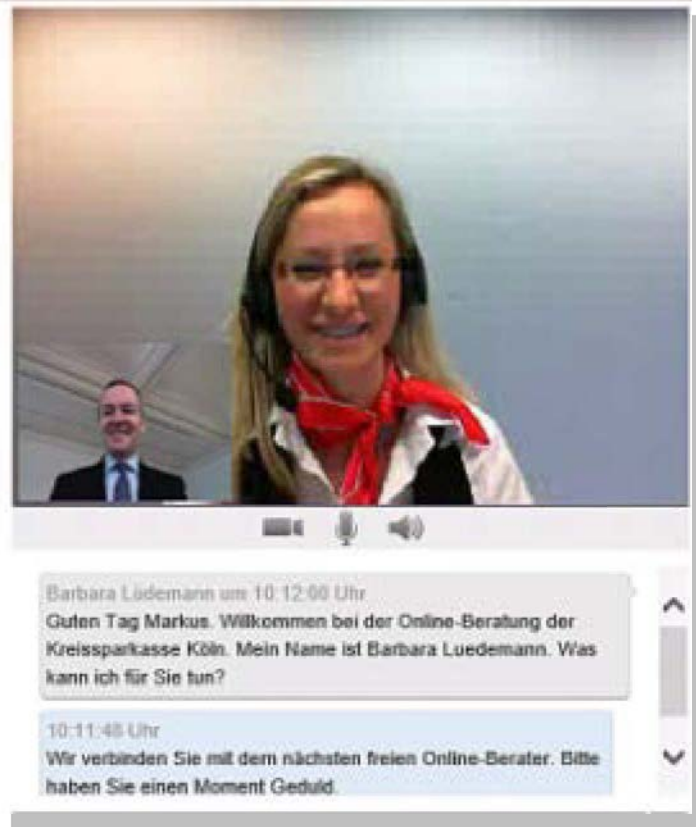 Barbara Lüdemann um 10:12:00 Uhr
Guten Tag Markus. Willkommen bei der Online-Beratung der
Kreissparkasse Köln. Mein Name ist Barbara Luedemann. Was
kann ich für Sie tun?
10:11:48 Uhr
Wir verbinden Sie mit dem nächsten freien Online-Berater. Bitte
haben Sie einen Moment Geduld.